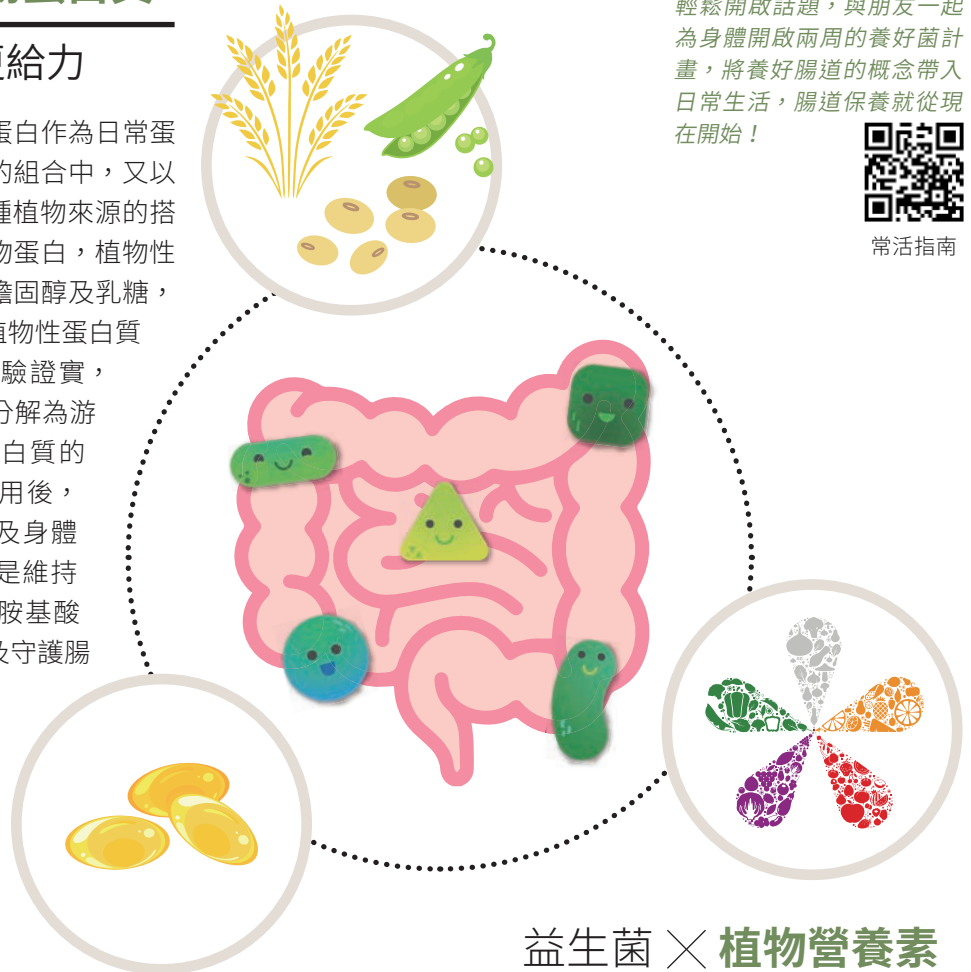 更給力
蛋白作為日常蛋
的組合中，又以
種植物來源的搭
物蛋白，植物性
膽固醇及乳糖，
植物性蛋白質
驗證實，
分解為游
白質的
用後，
及身體
是維持
胺基酸
及守護腸
輕鬆開啟話題，與朋友一起
為身體開啟兩周的養好菌計
畫，將養好腸道的概念帶入
日常生活，腸道保養就從現
在開始！
常活指南
益生菌╳植物營養素